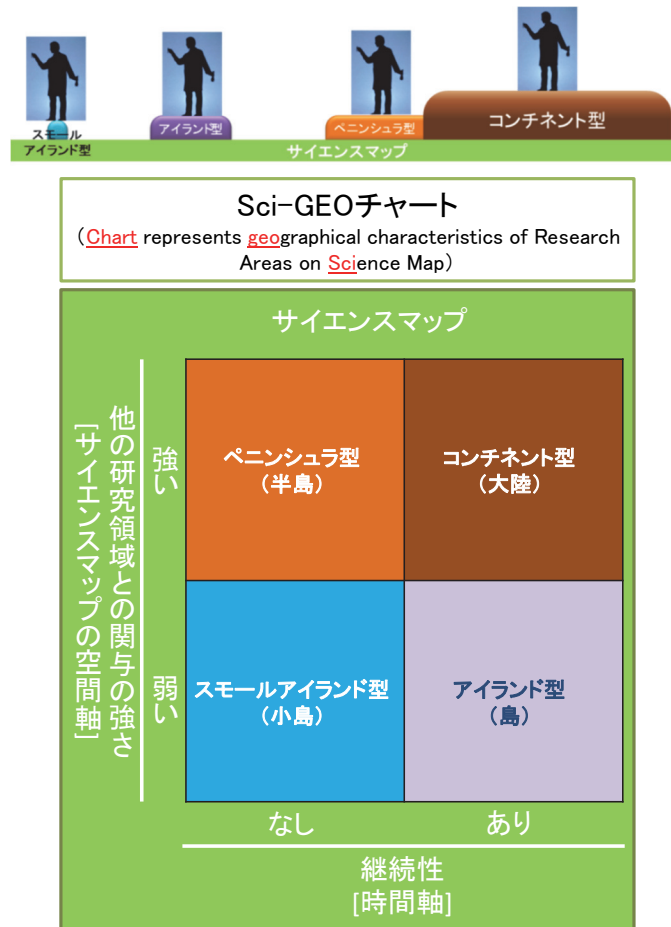 スモール
アイランド型
アイランド型
ペニンシュラ型
コンチネント型
サイエンスマップ
Sci-GEOチャート
(Chart represents geographical characteristics of Research
Areas on Science Map)
サイエンスマップ
他の研究領域との関与の強さ
[サイエンスマップの空間軸]
強い
ペニンシュラ型
(半島)
コンチネント型
(大陸)
弱い
スモールアイランド型
(小島)
アイランド型
(島)
なし
あり
継続性
[時間軸]